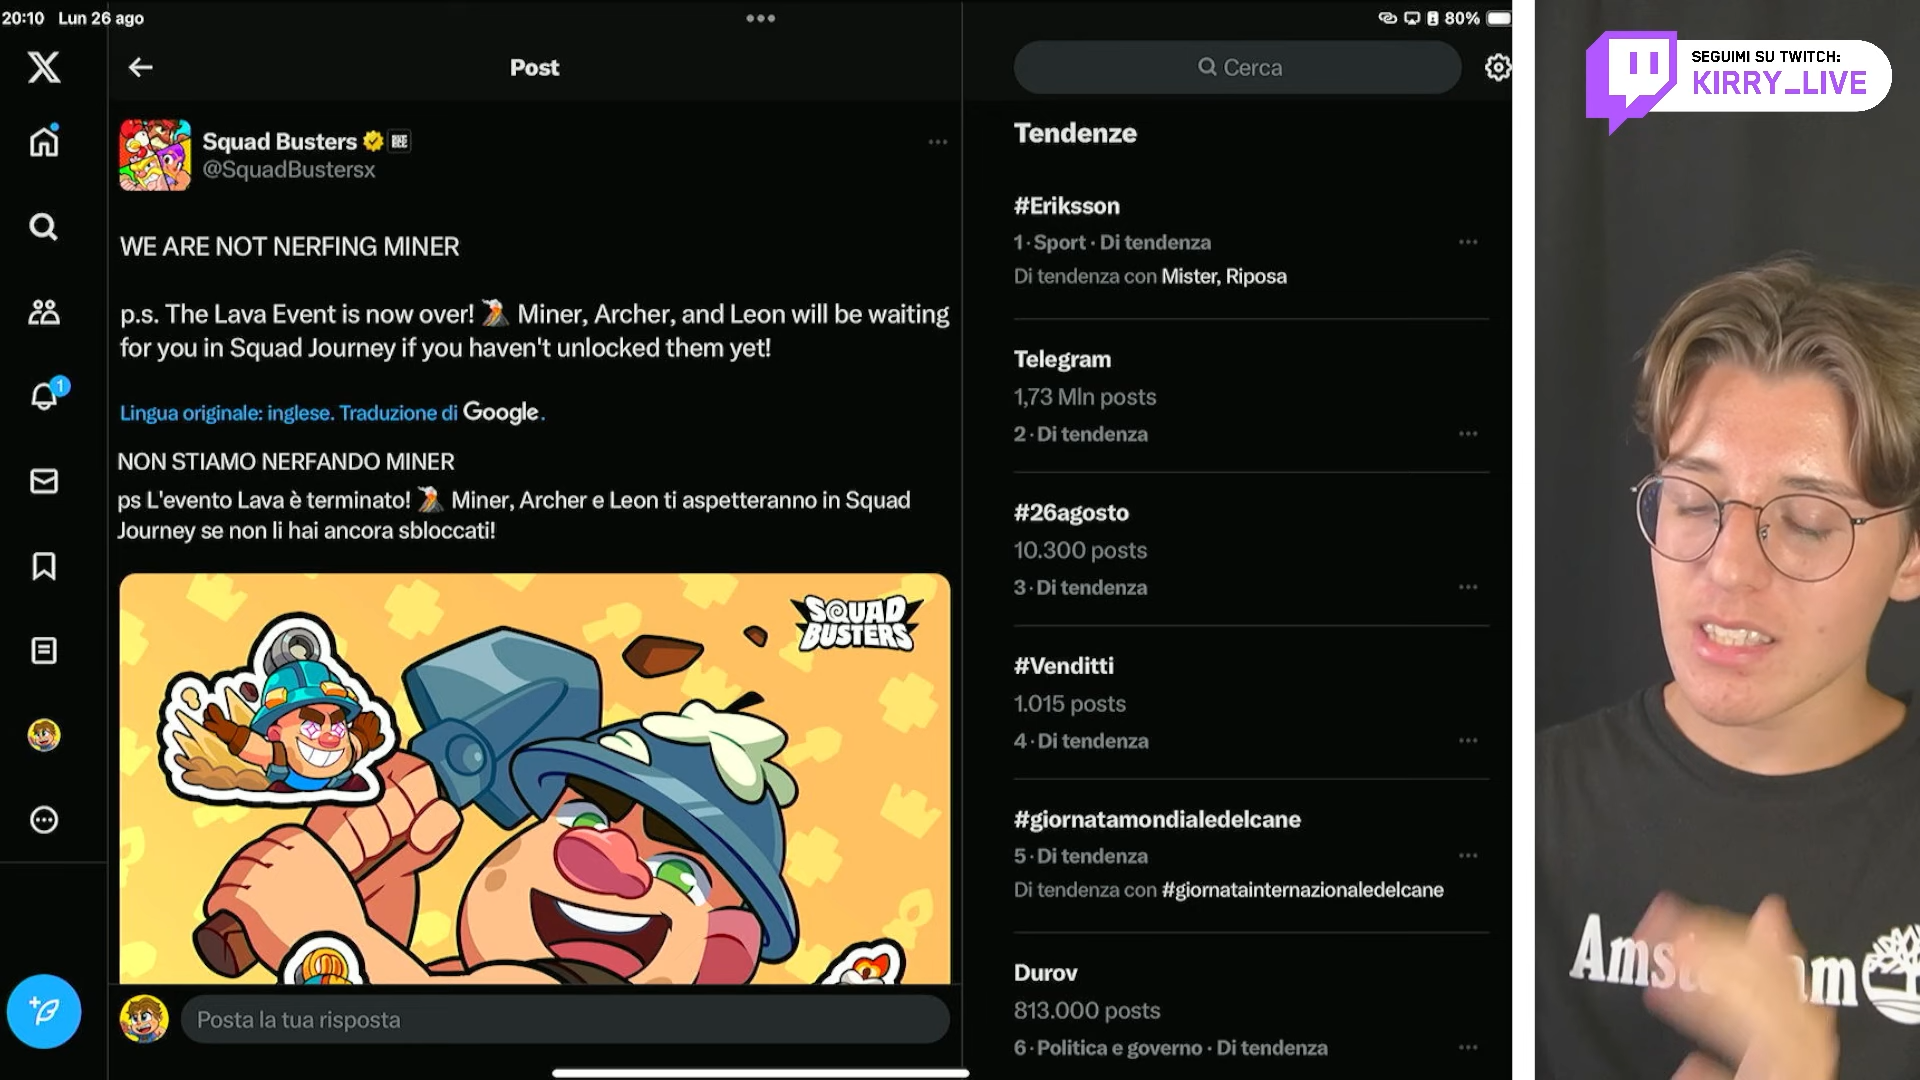 20:10 Lun 26 ago
80%
Post
Cerca
SEGUIMI SU TWITCH:
KIRRY_LIVE
Squad Busters
@SquadBustersx
WE ARE NOT NERFING MINER
p.s. The Lava Event is now over! 🌋 Miner, Archer, and Leon will be waiting
for you in Squad Journey if you haven't unlocked them yet!
Lingua originale: inglese. Traduzione di Google.
NON STIAMO NERFANDO MINER
ps L'evento Lava è terminato! 🌋 Miner, Archer e Leon ti aspetteranno in Squad
Journey se non li hai ancora sbloccati!
SQUAD
BUSTERS
Posta la tua risposta
1
Tendenze
#Eriksson
1 · Sport · Di tendenza
Di tendenza con Mister, Riposa
Telegram
1,73 Mln posts
2 · Di tendenza
#26agosto
10.300 posts
3 · Di tendenza
#Venditti
1.015 posts
4 · Di tendenza
#giornatamondialedelcane
5 · Di tendenza
Di tendenza con #giornatainternazionaledelcane
Durov
813.000 posts
6 · Politica e governo · Di tendenza